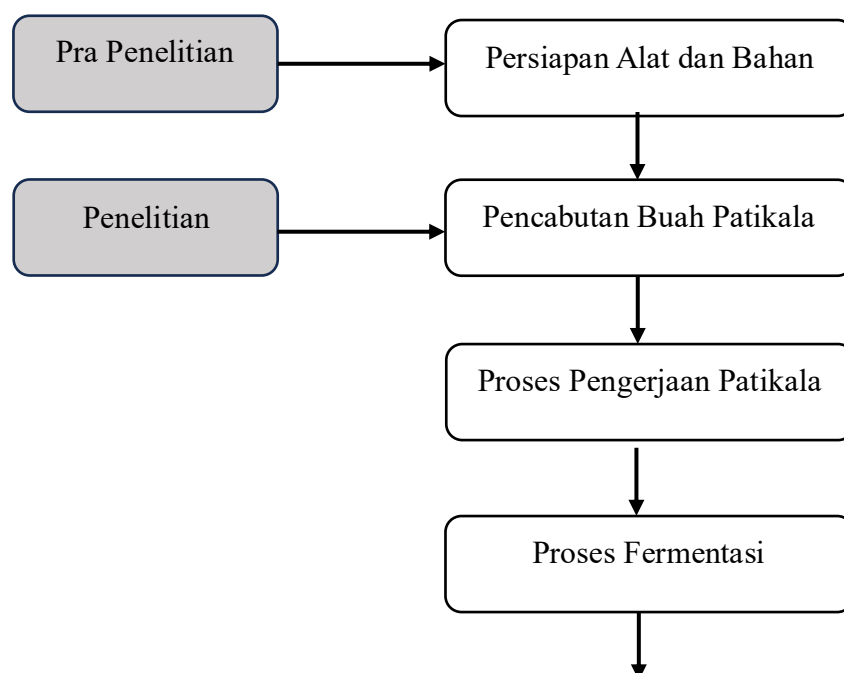 Pra Penelitian
Persiapan Alat dan Bahan
Penelitian
Pencabutan Buah Patikala
Proses Pengerjaan Patikala
Proses Fermentasi